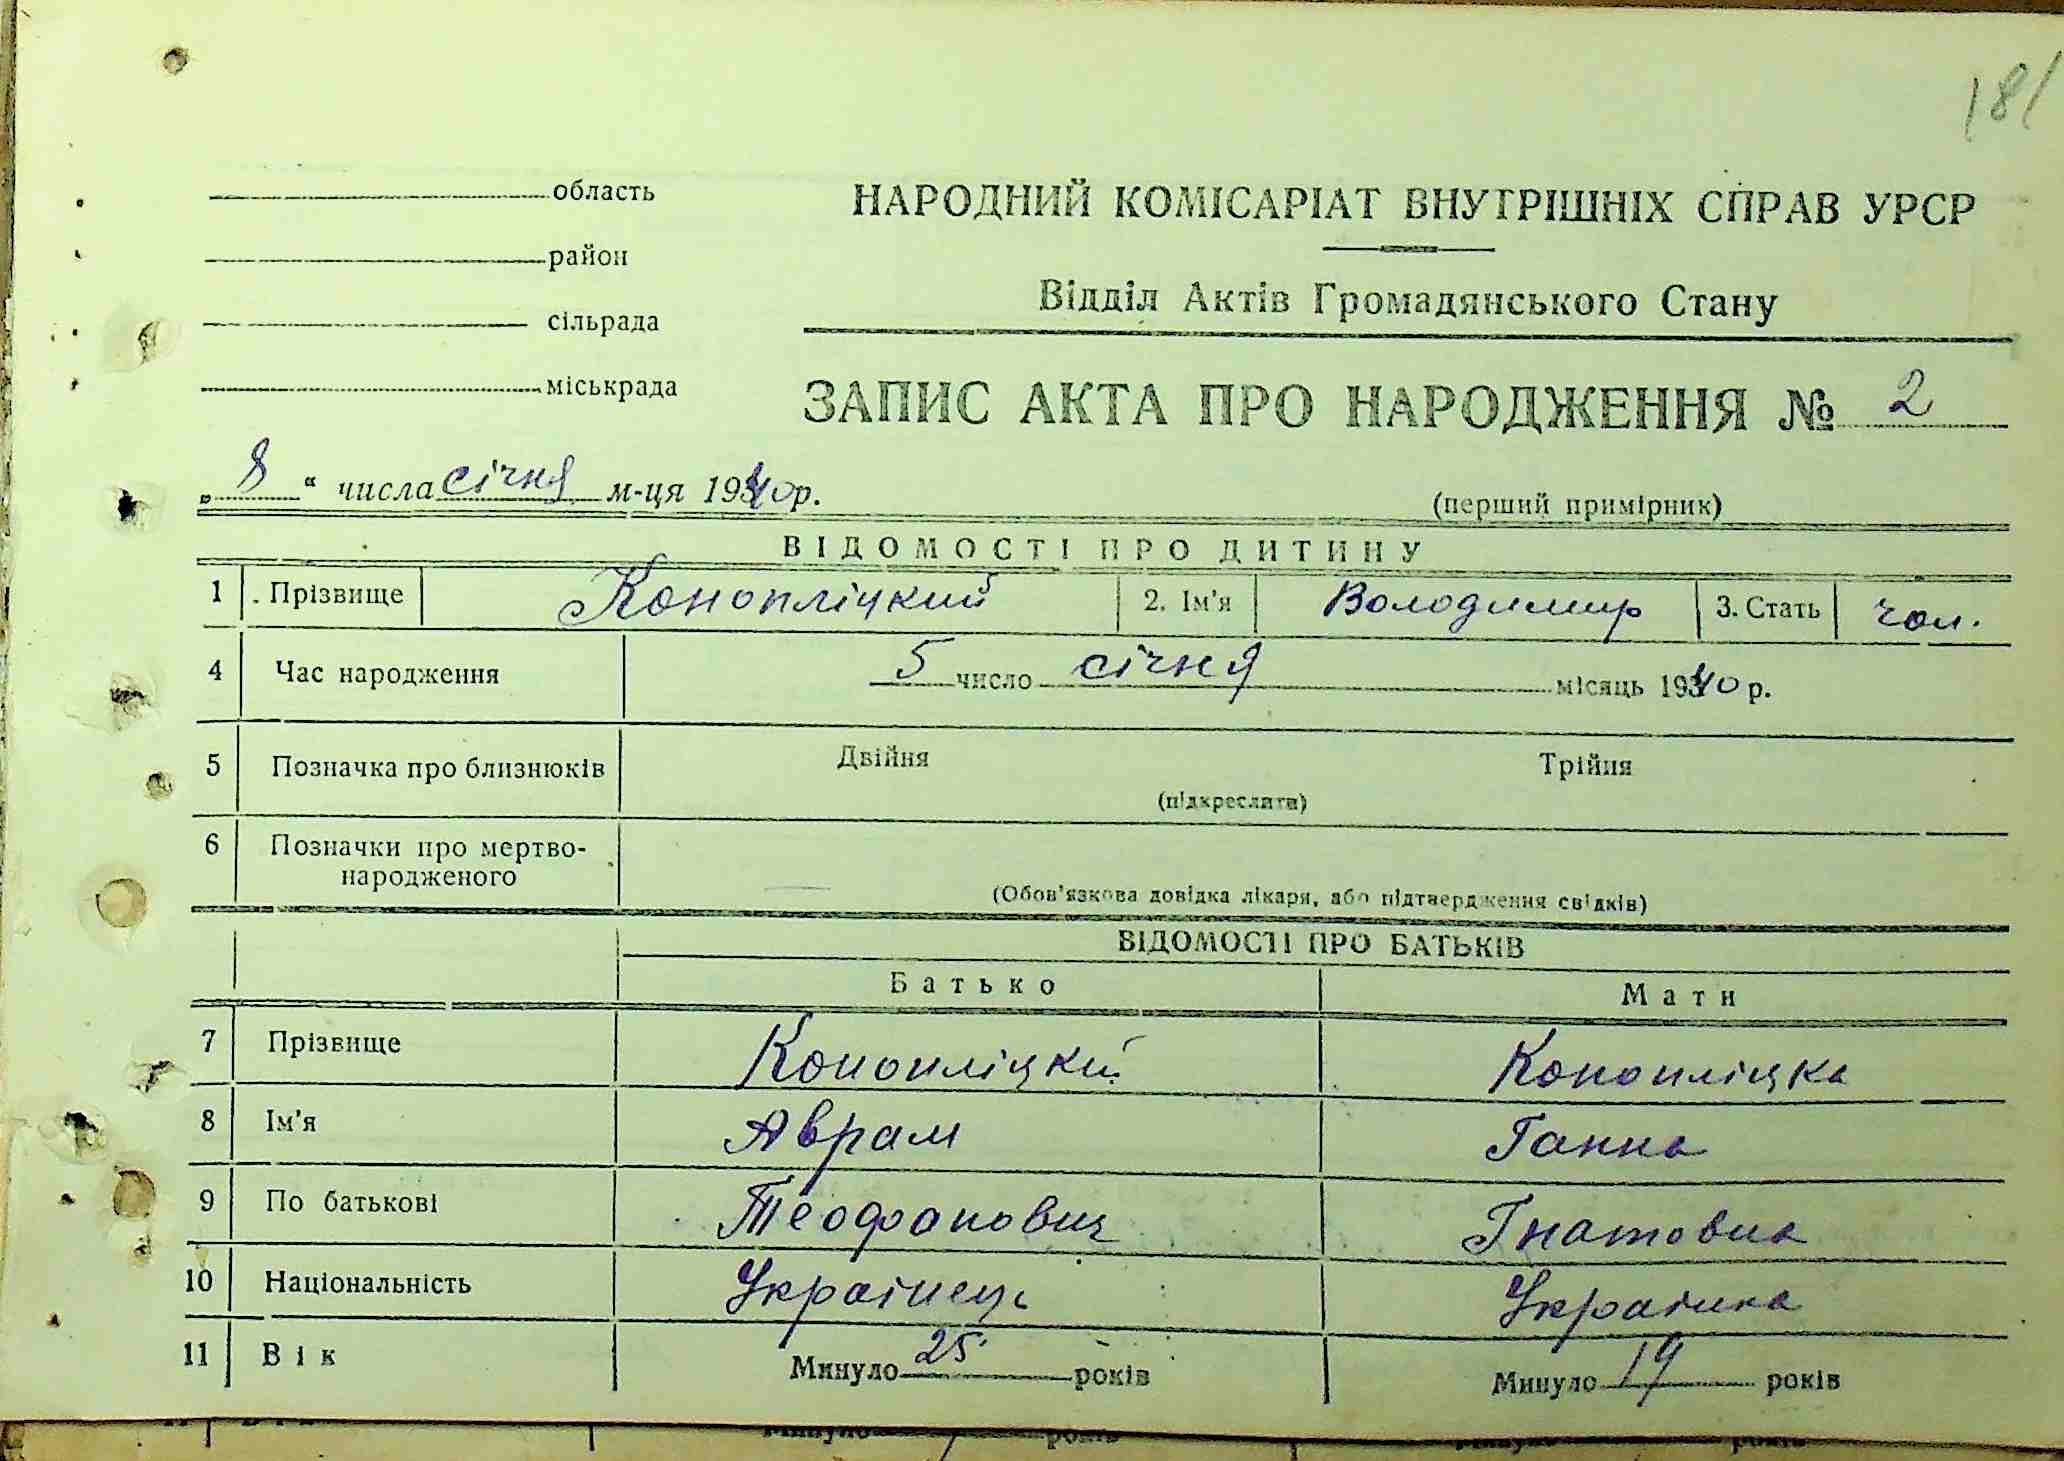 181
область
район
сільрада
міськрада
НАРОДНИЙ КОМІСАРІАТ ВНУТРІШНІХ СПРАВ УРСР
Відділ Актів Громадянського Стану
ЗАПИС АКТА ПРО НАРОДЖЕННЯ № 2
„8“ числа січня м-ця 1940 р.
(перший примірник)
ВІДОМОСТІ ПРО ДИТИНУ
1 . Прізвище Конопліцкий 2. Ім'я Володимир 3. Стать чол.
4 Час народження 5 число січня місяць 1940 р.
5 Позначка про близнюків Двійня Трійня
(підкреслити)
6 Позначки про мертво-
народженого
(Обов'язкова довідка лікаря, або підтвердження свідків)
ВІДОМОСТІ ПРО БАТЬКІВ
Батько Мати
7 Прізвище Конопліцкий Конопліцка
8 Ім'я Аврам Ганна
9 По батькові Теофанович Гнатовна
10 Національність Українець Українка
11 Вік Минуло 25 років Минуло 19 років